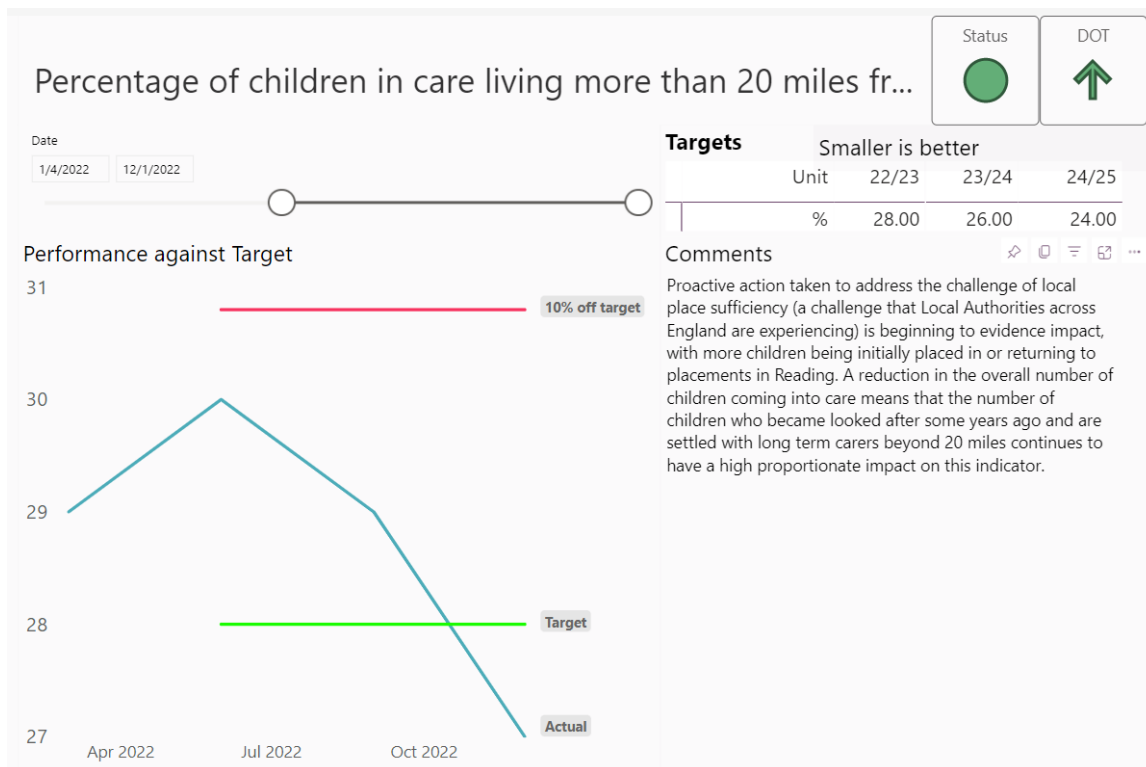 Percentage of children in care living more than 20 miles fr...
Status
DOT
Date
1/4/2022 12/1/2022
Targets
Smaller is better
Unit 22/23 23/24 24/25
% 28.00 26.00 24.00
Performance against Target
31
30
29
28
27
10% off target
Target
Actual
Apr 2022 Jul 2022 Oct 2022
Comments
Proactive action taken to address the challenge of local
place sufficiency (a challenge that Local Authorities across
England are experiencing) is beginning to evidence impact,
with more children being initially placed in or returning to
placements in Reading. A reduction in the overall number of
children coming into care means that the number of
children who became looked after some years ago and are
settled with long term carers beyond 20 miles continues to
have a high proportionate impact on this indicator.